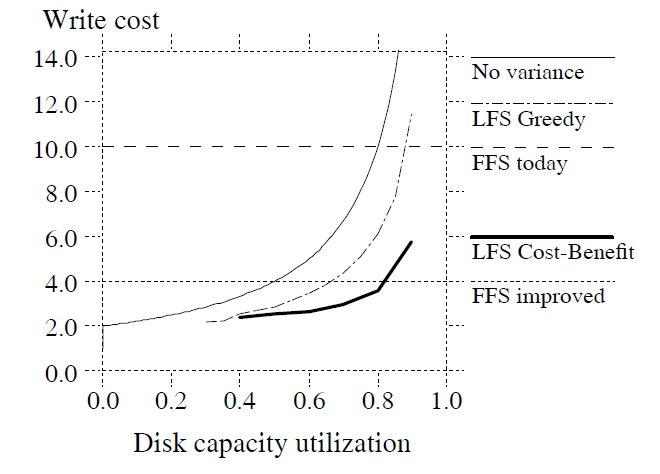 Write cost
14.0
No variance
12.0
LFS Greedy
10.0
FFS today
8.0
6.0
LFS Cost-Benefit
4.0
FFS improved
2.0
0.0
0.0 0.2 0.4 0.6 0.8 1.0
Disk capacity utilization